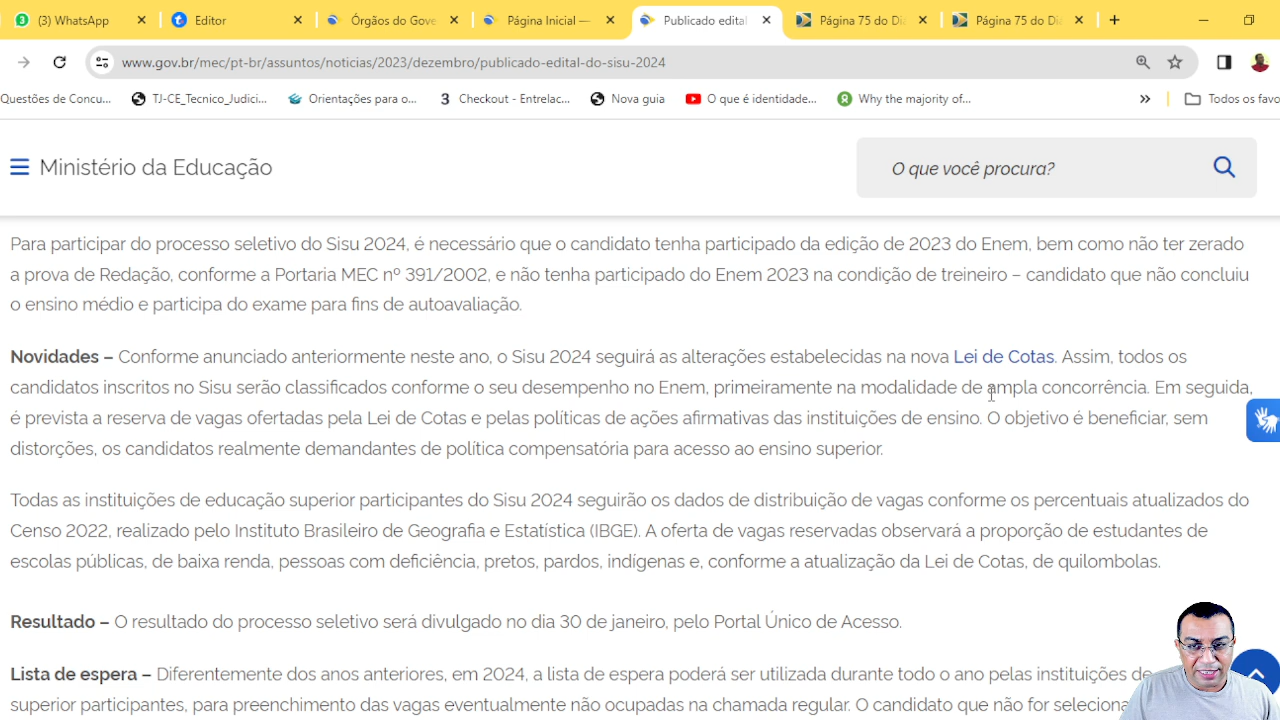 (3) WhatsApp
Editor
Órgãos do Gove
Página Inicial —
Publicado edital
Página 75 do Di
Página 75 do Di
www.gov.br/mec/pt-br/assuntos/noticias/2023/dezembro/publicado-edital-do-sisu-2024
Questões de Concu...
TJ-CE_Tecnico_Judici...
Orientações para o...
Checkout - Entrelac...
Nova guia
O que é identidade...
Why the majority of...
»
Todos os favo
Ministério da Educação
O que você procura?
Para participar do processo seletivo do Sisu 2024, é necessário que o candidato tenha participado da edição de 2023 do Enem, bem como não ter zerado
a prova de Redação, conforme a Portaria MEC nº 391/2002, e não tenha participado do Enem 2023 na condição de treineiro – candidato que não concluiu
o ensino médio e participa do exame para fins de autoavaliação.
Novidades – Conforme anunciado anteriormente neste ano, o Sisu 2024 seguirá as alterações estabelecidas na nova Lei de Cotas. Assim, todos os
candidatos inscritos no Sisu serão classificados conforme o seu desempenho no Enem, primeiramente na modalidade de ampla concorrência. Em seguida,
é prevista a reserva de vagas ofertadas pela Lei de Cotas e pelas políticas de ações afirmativas das instituições de ensino. O objetivo é beneficiar, sem
distorções, os candidatos realmente demandantes de política compensatória para acesso ao ensino superior.
Todas as instituições de educação superior participantes do Sisu 2024 seguirão os dados de distribuição de vagas conforme os percentuais atualizados do
Censo 2022, realizado pelo Instituto Brasileiro de Geografia e Estatística (IBGE). A oferta de vagas reservadas observará a proporção de estudantes de
escolas públicas, de baixa renda, pessoas com deficiência, pretos, pardos, indígenas e, conforme a atualização da Lei de Cotas, de quilombolas.
Resultado – O resultado do processo seletivo será divulgado no dia 30 de janeiro, pelo Portal Único de Acesso.
Lista de espera – Diferentemente dos anos anteriores, em 2024, a lista de espera poderá ser utilizada durante todo o ano pelas instituições de
superior participantes, para preenchimento das vagas eventualmente não ocupadas na chamada regular. O candidato que não for seleciona